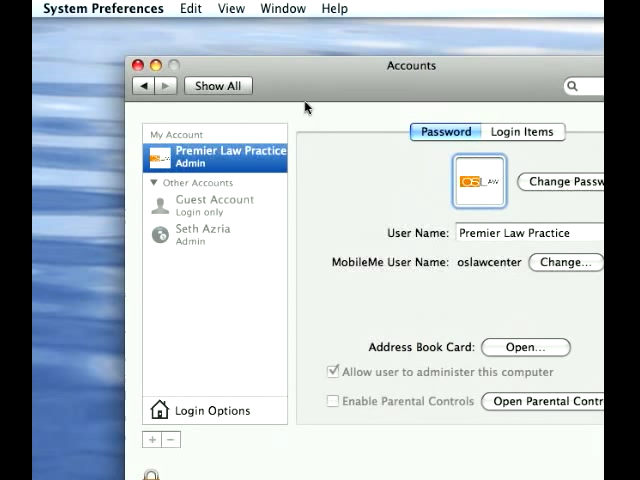 System Preferences Edit View Window Help
Accounts
Show All
My Account
Premier Law Practice
Admin
Other Accounts
Guest Account
Login only
Seth Azria
Admin
Login Options
Password Login Items
OSLAW
Change Passw
User Name: Premier Law Practice
MobileMe User Name: oslawcenter Change...
Address Book Card: Open...
Allow user to administer this computer
Enable Parental Controls Open Parental Contr
+ −